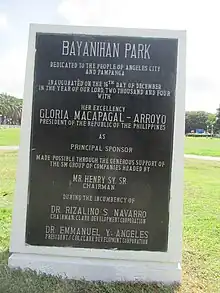 BAYANIHAN PARK
DEDICATED TO THE PEOPLE OF ANGELES CITY
AND PAMPANGA
INAUGURATED ON THE 16TH DAY OF DECEMBER
IN THE YEAR OF OUR LORD, TWO THOUSAND AND FOUR
WITH
HER EXCELLENCY
GLORIA MACAPAGAL - ARROYO
PRESIDENT OF THE REPUBLIC OF THE PHILIPPINES
AS
PRINCIPAL SPONSOR
MADE POSSIBLE THROUGH THE GENEROUS SUPPORT OF
THE SM GROUP OF COMPANIES HEADED BY
MR HENRY SY, SR.
CHAIRMAN
DURING THE INCUMBENCY OF
DR. RIZALINO S. NAVARRO
CHAIRMAN CLARK DEVELOPMENT CORPORATION
DR. EMMANUEL Y. ANGELES
PRESIDENT / CEO, CLARK DEVELOPMENT CORPORATION